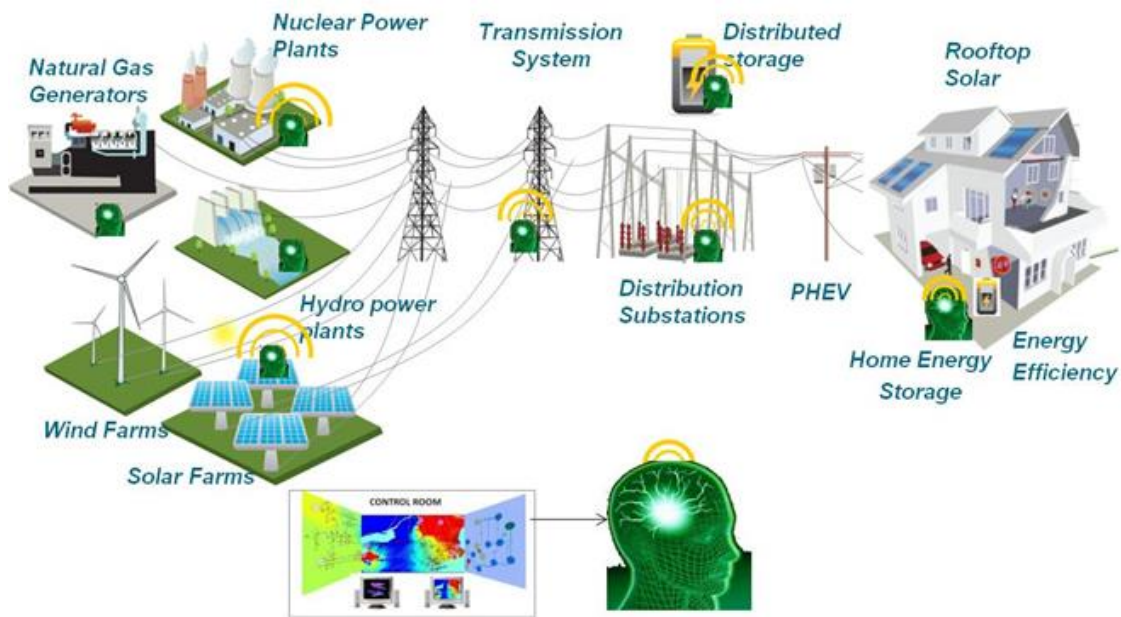 Nuclear Power
Plants
Natural Gas
Generators
Transmission
System
Distributed
storage
Rooftop
Solar
Hydro power
plants
Distribution
Substations
PHEV
Home Energy
Storage
Energy
Efficiency
Wind Farms
Solar Farms
CONTROL ROOM